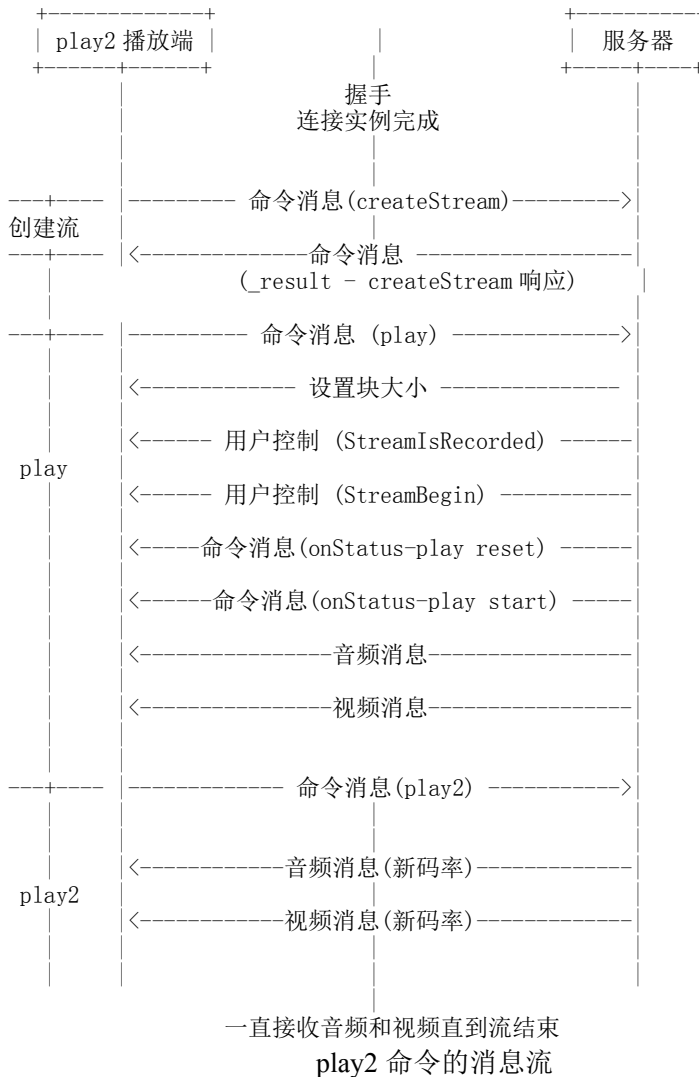 play2 播放端 服务器
握手
连接实例完成
命令消息(createStream)
创建流
命令消息
(_result - createStream 响应)
命令消息 (play)
设置块大小
用户控制 (StreamIsRecorded)
play
用户控制 (StreamBegin)
命令消息(onStatus-play reset)
命令消息(onStatus-play start)
音频消息
视频消息
命令消息(play2)
音频消息(新码率)
play2
视频消息(新码率)
一直接收音频和视频直到流结束
play2 命令的消息流